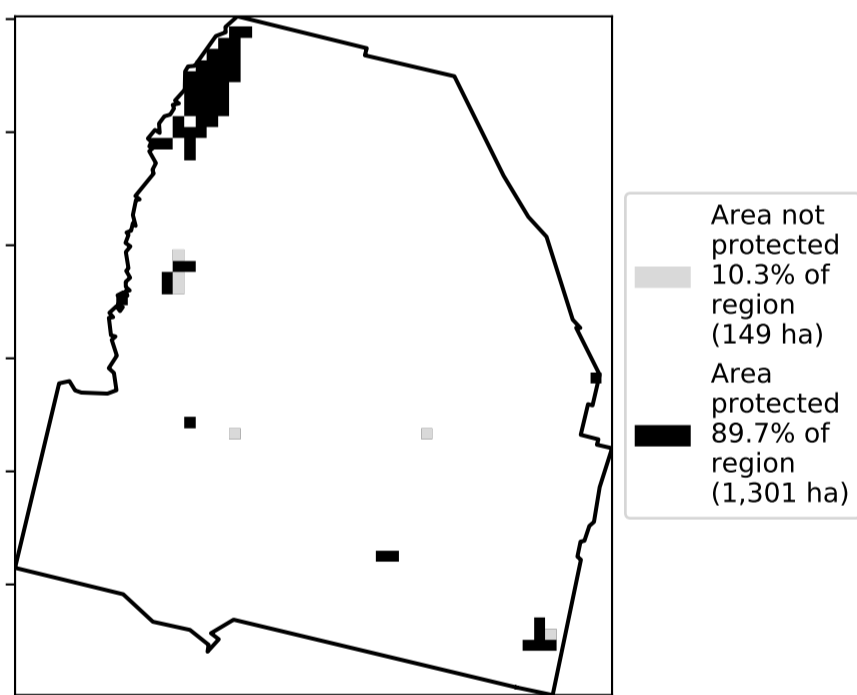 Area not
protected
10.3% of
region
(149 ha)
Area
protected
89.7% of
region
(1,301 ha)